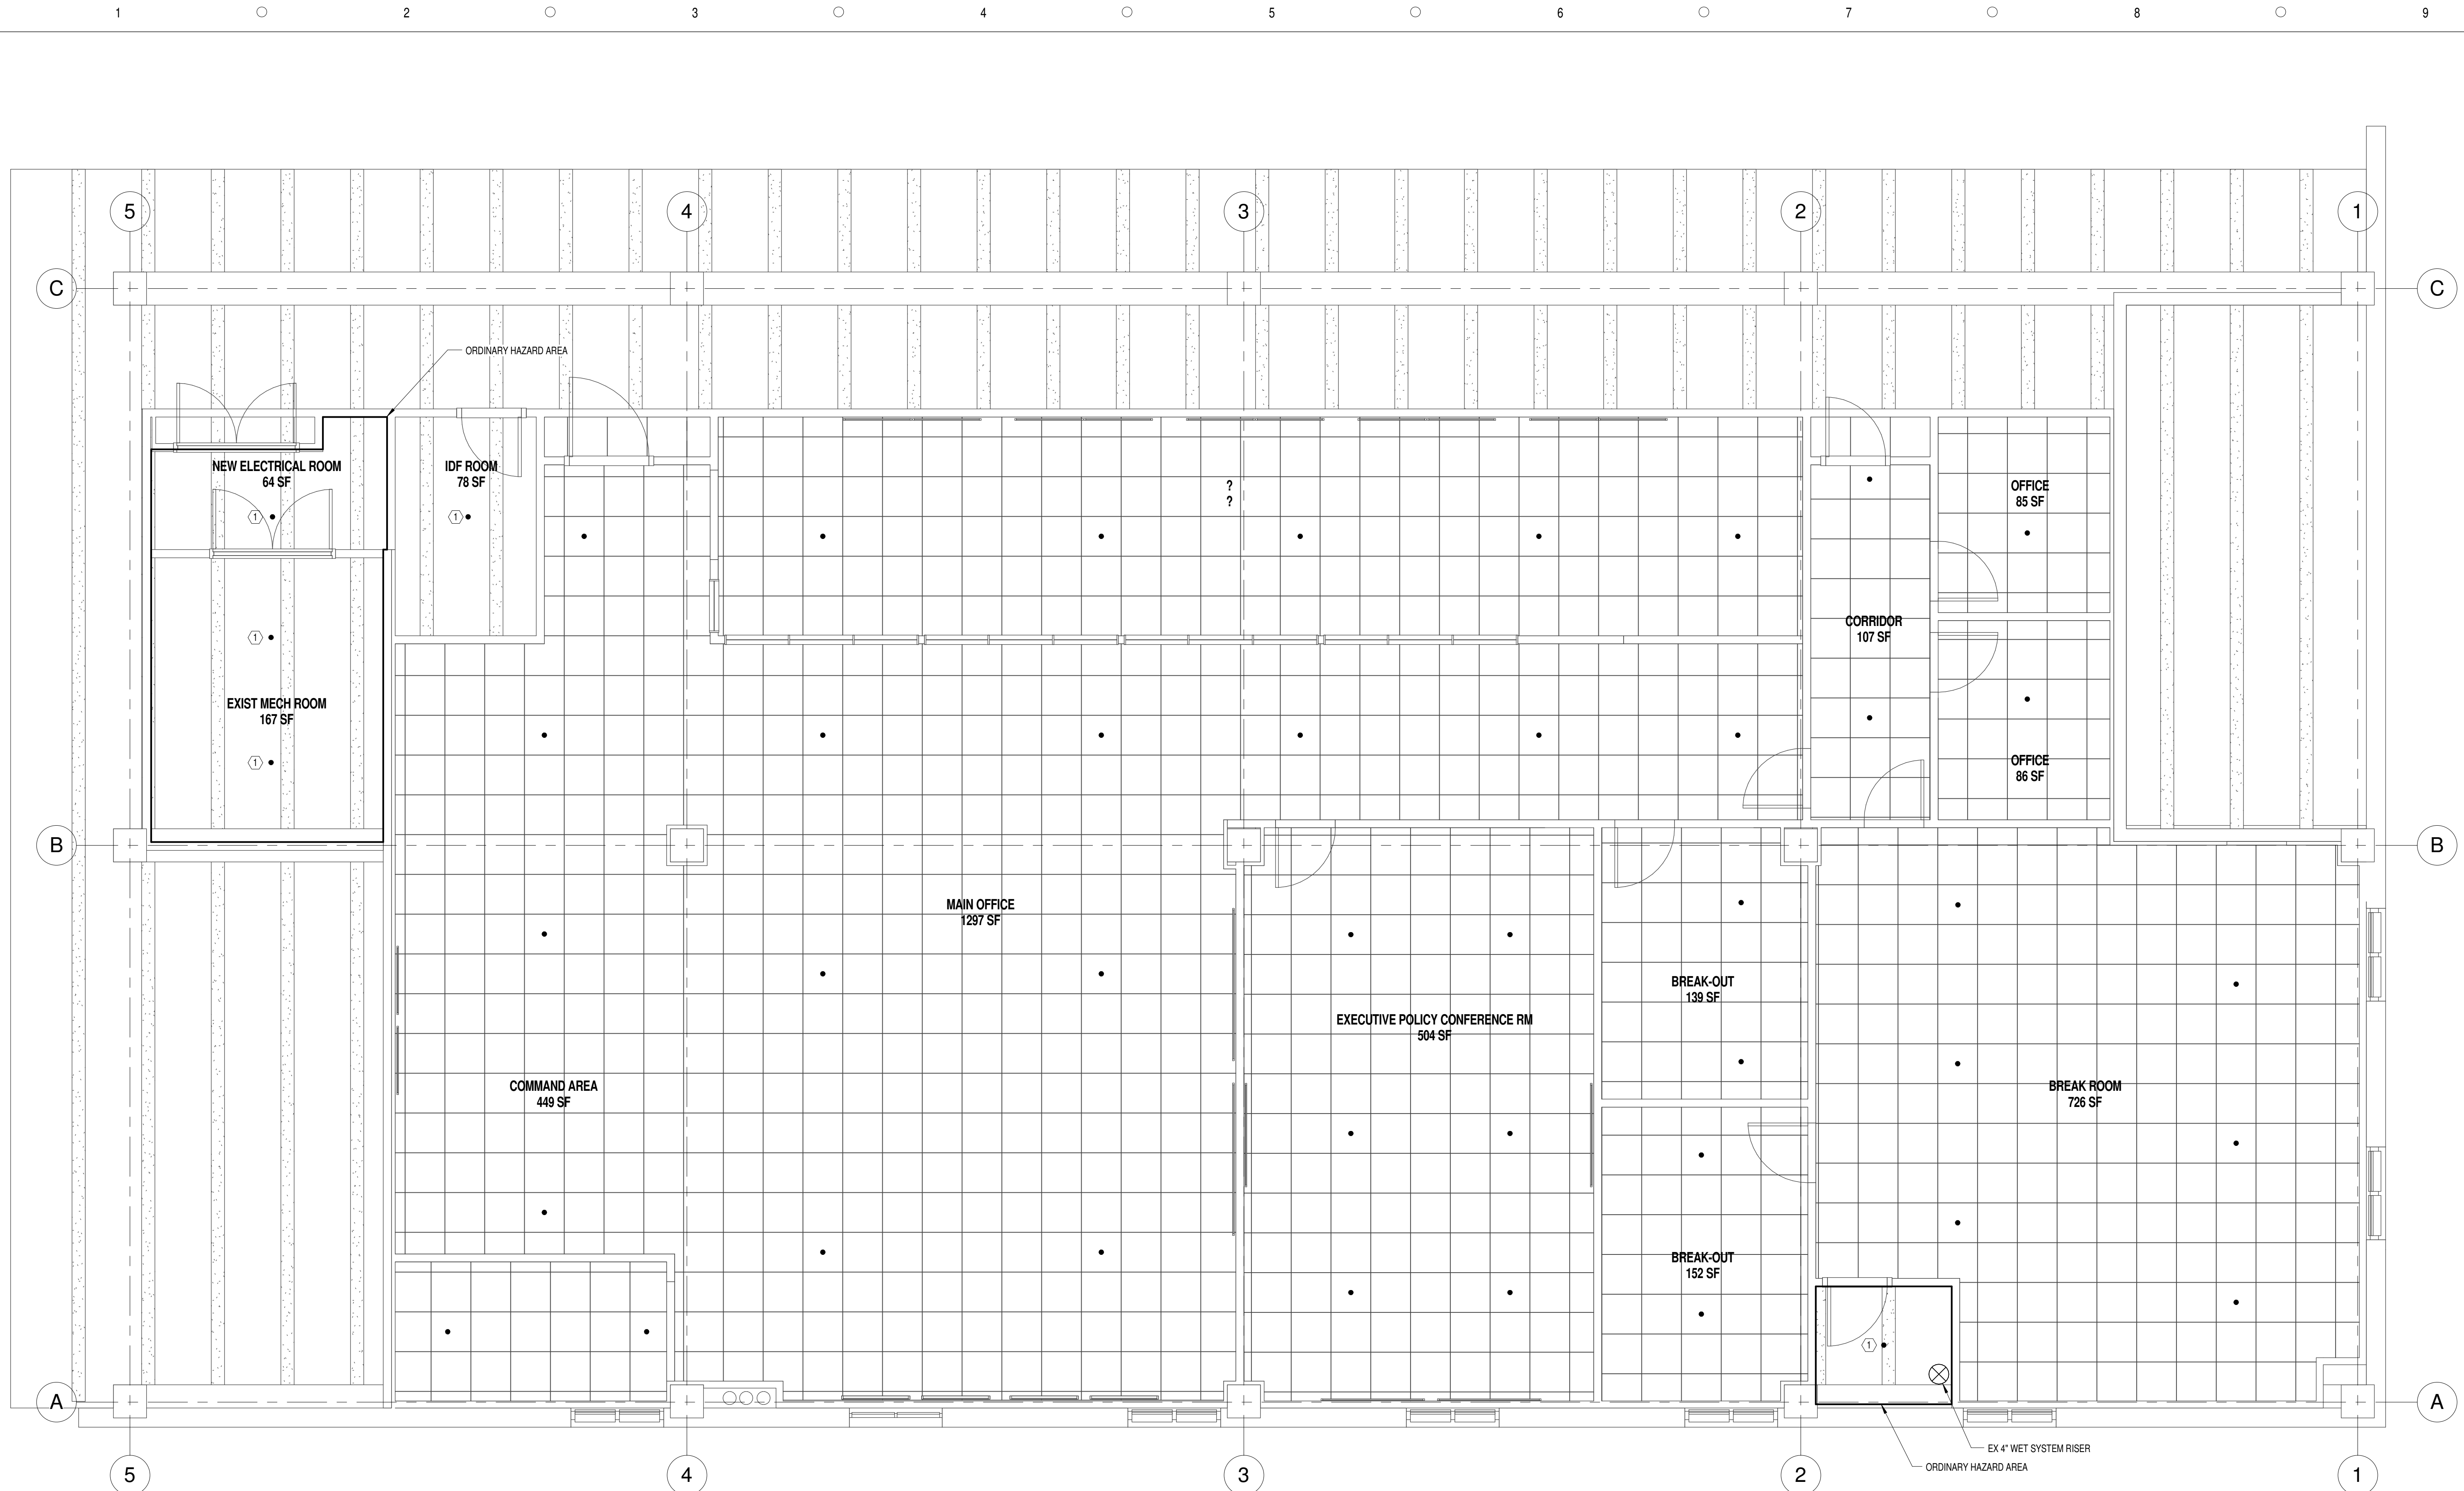 1 2 3 4 5 6 7 8 9
5 4 3 2 1
C C
ORDINARY HAZARD AREA
NEW ELECTRICAL ROOM
64 SF
IDF ROOM
78 SF
?
?
OFFICE
85 SF
1
1
CORRIDOR
107 SF
1
EXIST MECH ROOM
167 SF
1
OFFICE
86 SF
B B
MAIN OFFICE
1297 SF
BREAK-OUT
139 SF
EXECUTIVE POLICY CONFERENCE RM
504 SF
COMMAND AREA
449 SF
BREAK ROOM
726 SF
BREAK-OUT
152 SF
1
A A
EX 4" WET SYSTEM RISER
ORDINARY HAZARD AREA
5 4 3 2 1